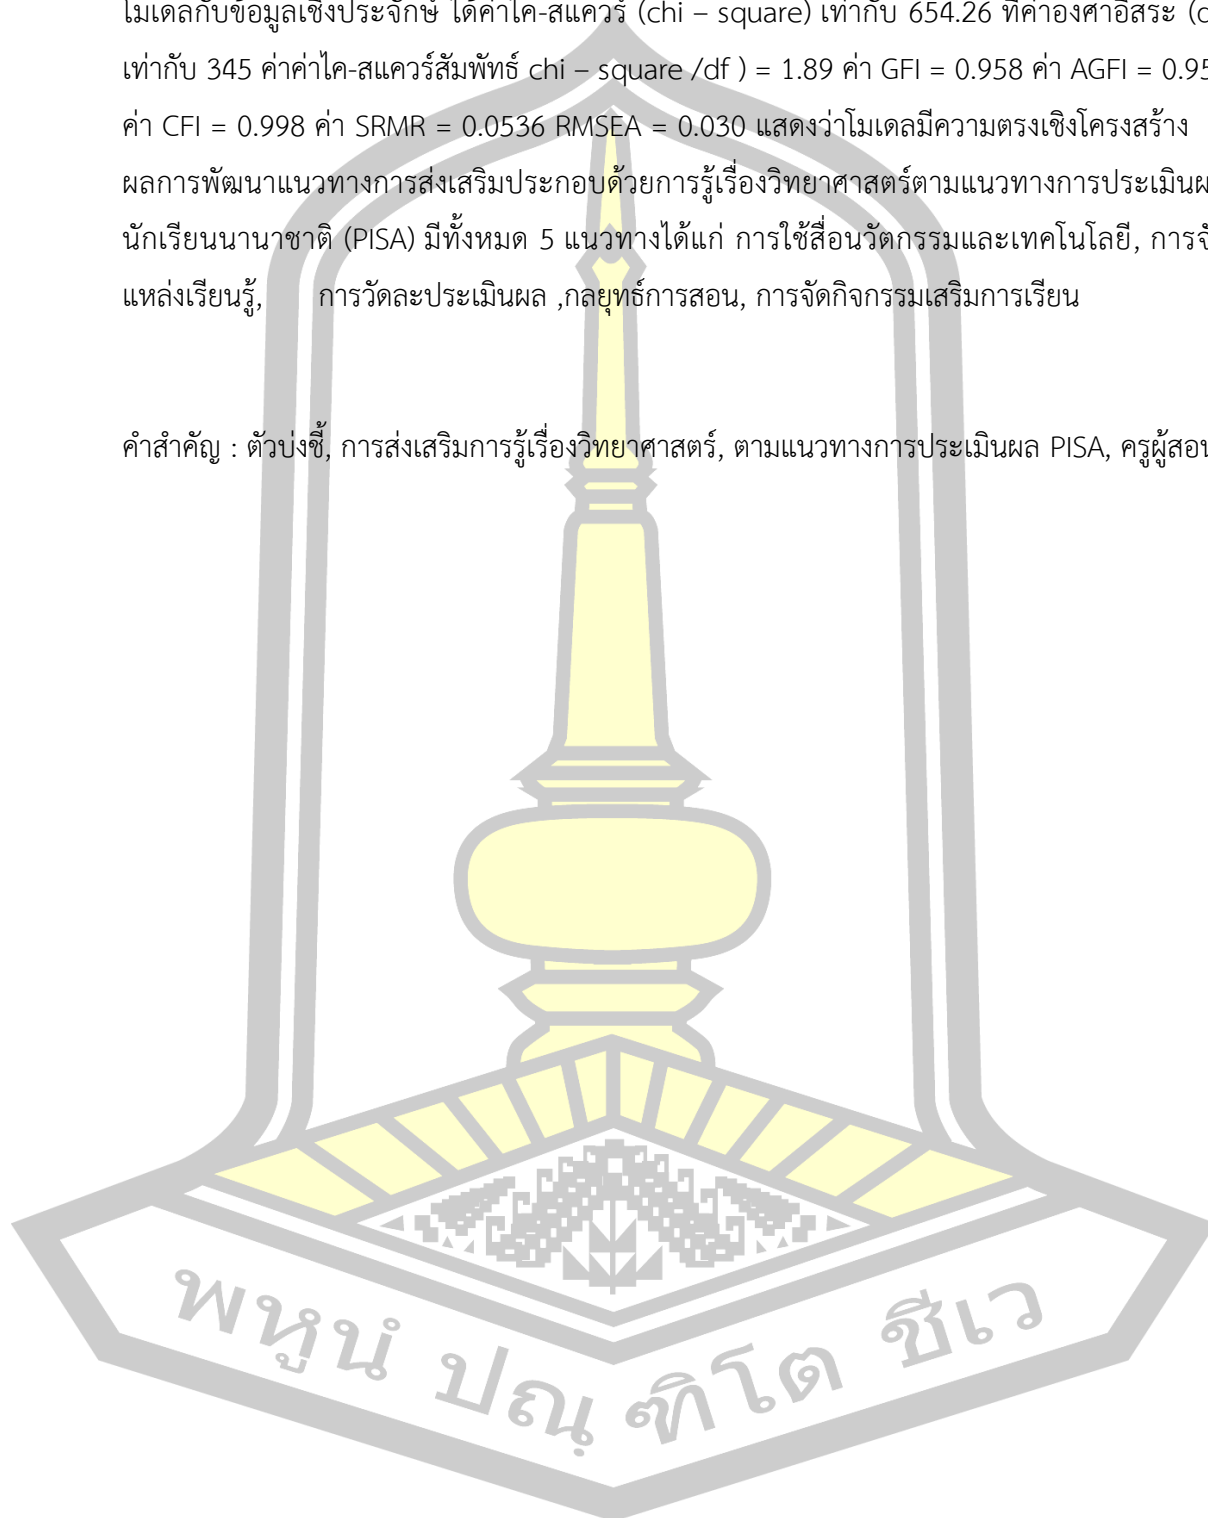 โมเดลกับข้อมูลเชิงประจักษ์ ได้ค่าไค-สแควร์ (chi – square) เท่ากับ 654.26 ที่ค่าองศาอิสระ
เท่ากับ 345 ค่าค่าไค-สแควร์สัมพัทธ์ chi – square /df ) = 1.89 ค่า GFI = 0.958 ค่า AGFI =
ค่า CFI = 0.998 ค่า SRMR = 0.0536 RMSEA = 0.030 แสดงว่าโมเดลมีความตรงเชิงโครงสร้าง
ผลการพัฒนาแนวทางการส่งเสริมประกอบด้วยการรู้เรื่องวิทยาศาสตร์ตามแนวทางการประเมินผ
นักเรียนนานาชาติ (PISA) มีทั้งหมด 5 แนวทางได้แก่ การใช้สื่อนวัตกรรมและเทคโนโลยี, การจั
แหล่งเรียนรู้, การวัดละประเมินผล ,กลยุทธ์การสอน, การจัดกิจกรรมเสริมการเรียน
คำสำคัญ : ตัวบ่งชี้, การส่งเสริมการรู้เรื่องวิทยาศาสตร์, ตามแนวทางการประเมินผล PISA, ครูผู้สอน
พหูนํ ปณฺฑิโต ชีเว